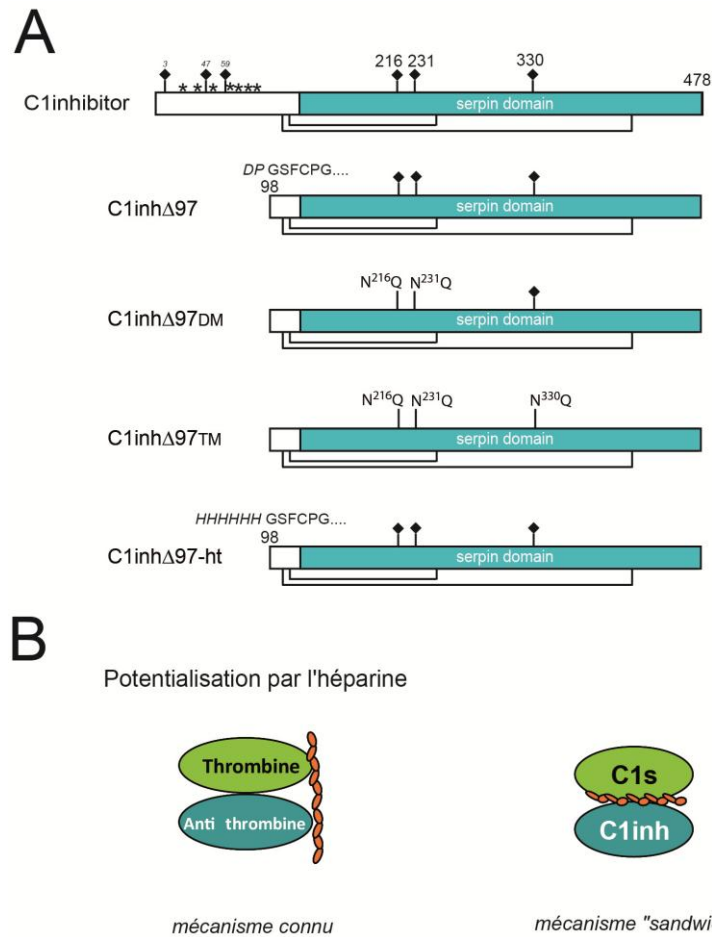 A
3 47 59 216 231 330 478
* * * * * * * *
C1inhibitor serpin domain
DP GSFCPG....
98
C1inhΔ97 serpin domain
N216Q N231Q
C1inhΔ97DM serpin domain
N216Q N231Q N330Q
C1inhΔ97TM serpin domain
HHHHHH GSFCPG....
98
C1inhΔ97-ht serpin domain
B
Potentialisation par l'héparine
Thrombine C1s
Anti thrombine C1inh
mécanisme connu mécanisme "sandwi